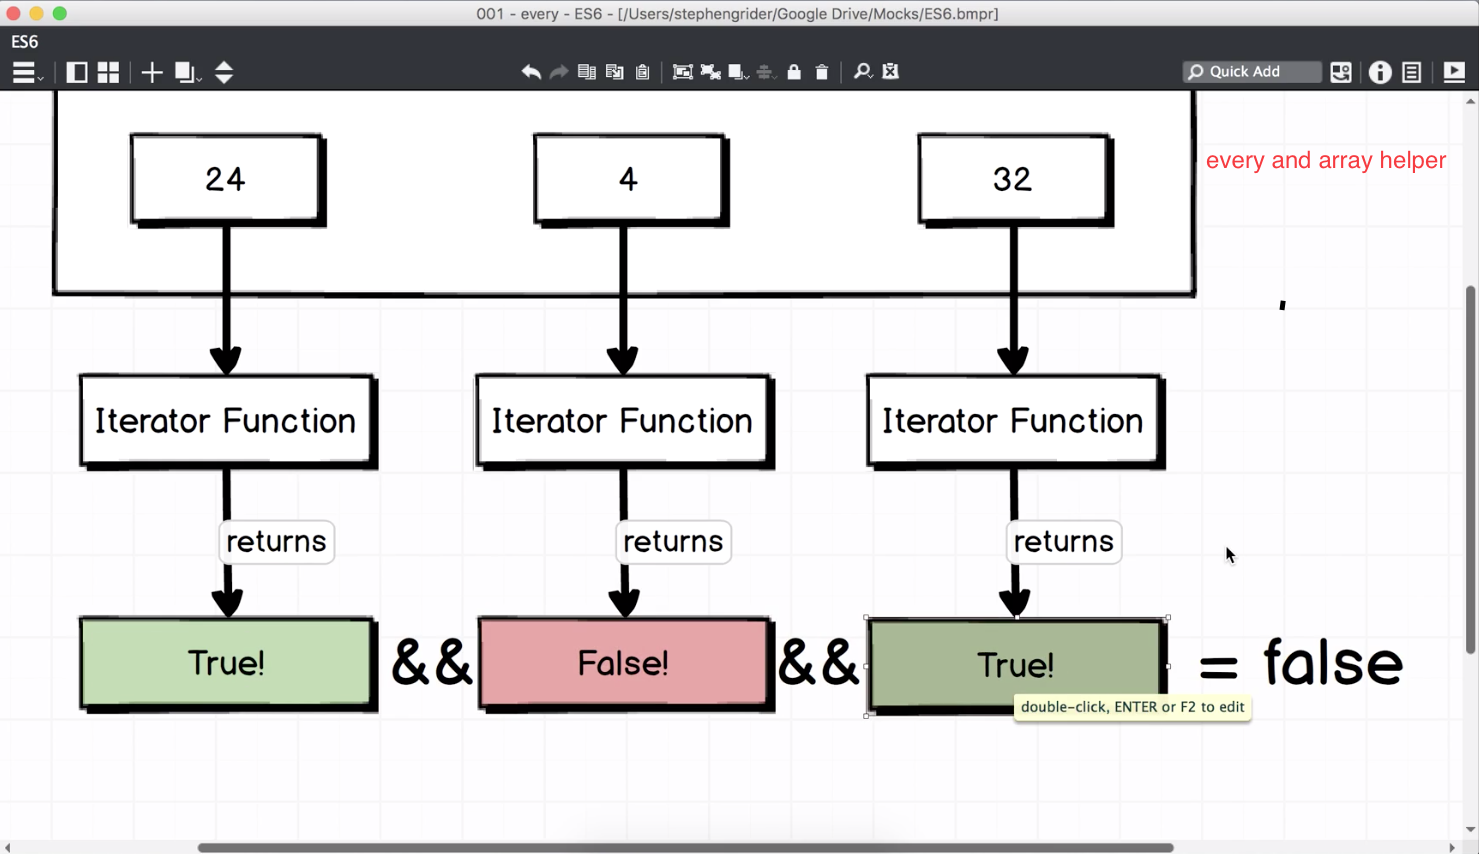 001 - every - ES6 - [/Users/stephengrider/Google Drive/Mocks/ES6.bmpr]
ES6
Quick Add
every and array helper
24
4
32
Iterator Function
Iterator Function
Iterator Function
returns
returns
returns
True!
&&
False!
&&
True!
= false
double-click, ENTER or F2 to edit